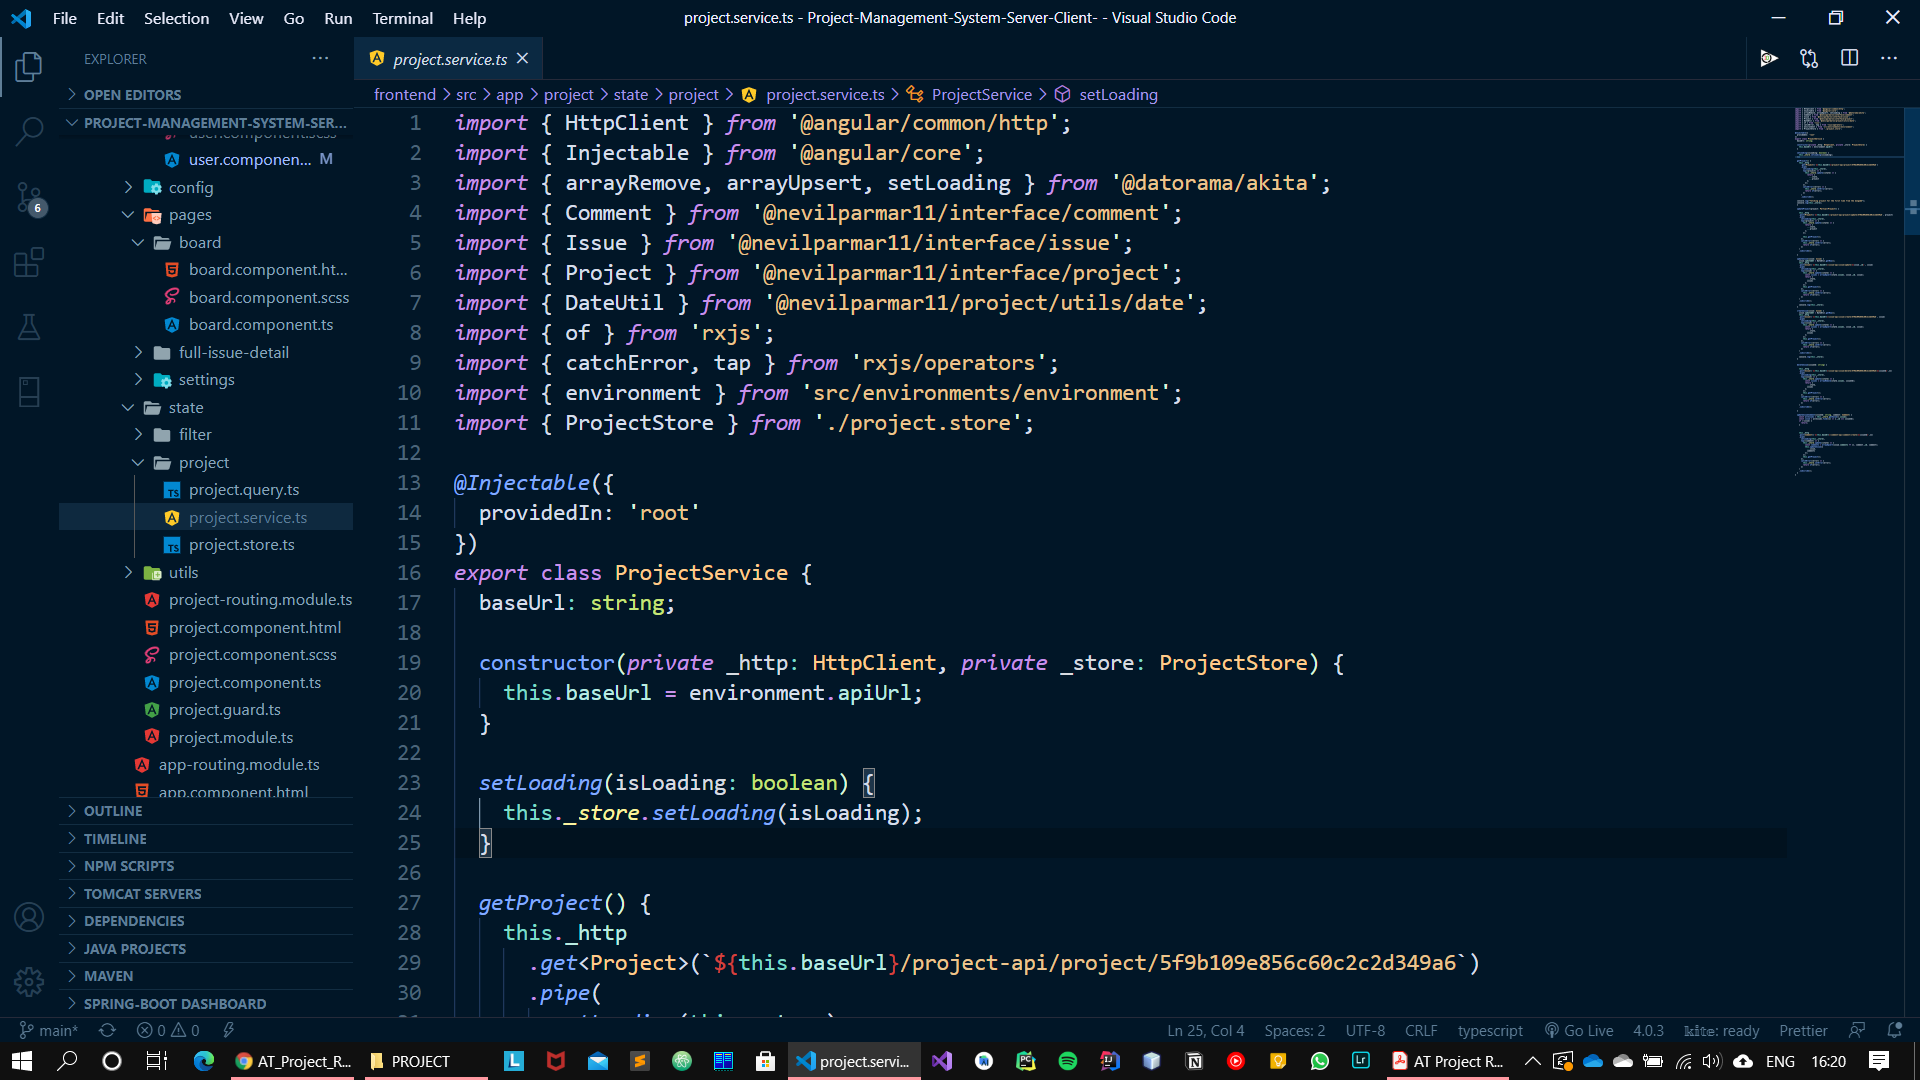 File Edit Selection View Go Run Terminal Help
project.service.ts - Project-Management-System-Server-Client- - Visual Studio Code
EXPLORER
OPEN EDITORS
PROJECT-MANAGEMENT-SYSTEM-SER...
user.component.scss
user.componen... M
config
pages
board
board.component.ht...
board.component.scss
board.component.ts
full-issue-detail
settings
state
filter
project
project.query.ts
project.service.ts
project.store.ts
utils
project-routing.module.ts
project.component.html
project.component.scss
project.component.ts
project.guard.ts
project.module.ts
app-routing.module.ts
app.component.html
OUTLINE
TIMELINE
NPM SCRIPTS
TOMCAT SERVERS
DEPENDENCIES
JAVA PROJECTS
MAVEN
SPRING-BOOT DASHBOARD
6
project.service.ts
frontend > src > app > project > state > project > project.service.ts > ProjectService > setLoading
1 import { HttpClient } from '@angular/common/http';
2 import { Injectable } from '@angular/core';
3 import { arrayRemove, arrayUpsert, setLoading } from '@datorama/akita';
4 import { Comment } from '@nevilparmar11/interface/comment';
5 import { Issue } from '@nevilparmar11/interface/issue';
6 import { Project } from '@nevilparmar11/interface/project';
7 import { DateUtil } from '@nevilparmar11/project/utils/date';
8 import { of } from 'rxjs';
9 import { catchError, tap } from 'rxjs/operators';
10 import { environment } from 'src/environments/environment';
11 import { ProjectStore } from './project.store';
12
13 @Injectable({
14 providedIn: 'root'
15 })
16 export class ProjectService {
17 baseUrl: string;
18
19 constructor(private _http: HttpClient, private _store: ProjectStore) {
20 this.baseUrl = environment.apiUrl;
21 }
22
23 setLoading(isLoading: boolean) {
24 this._store.setLoading(isLoading);
25 }
26
27 getProject() {
28 this._http
29 .get<Project>(`${this.baseUrl}/project-api/project/5f9b109e856c60c2c2d349a6`)
30 .pipe(
main* 0 0 Ln 25, Col 4 Spaces: 2 UTF-8 CRLF typescript Go Live 4.0.3 kite: ready Prettier
AT_Project_R... PROJECT project.servi... AT Project R... ENG 16:20